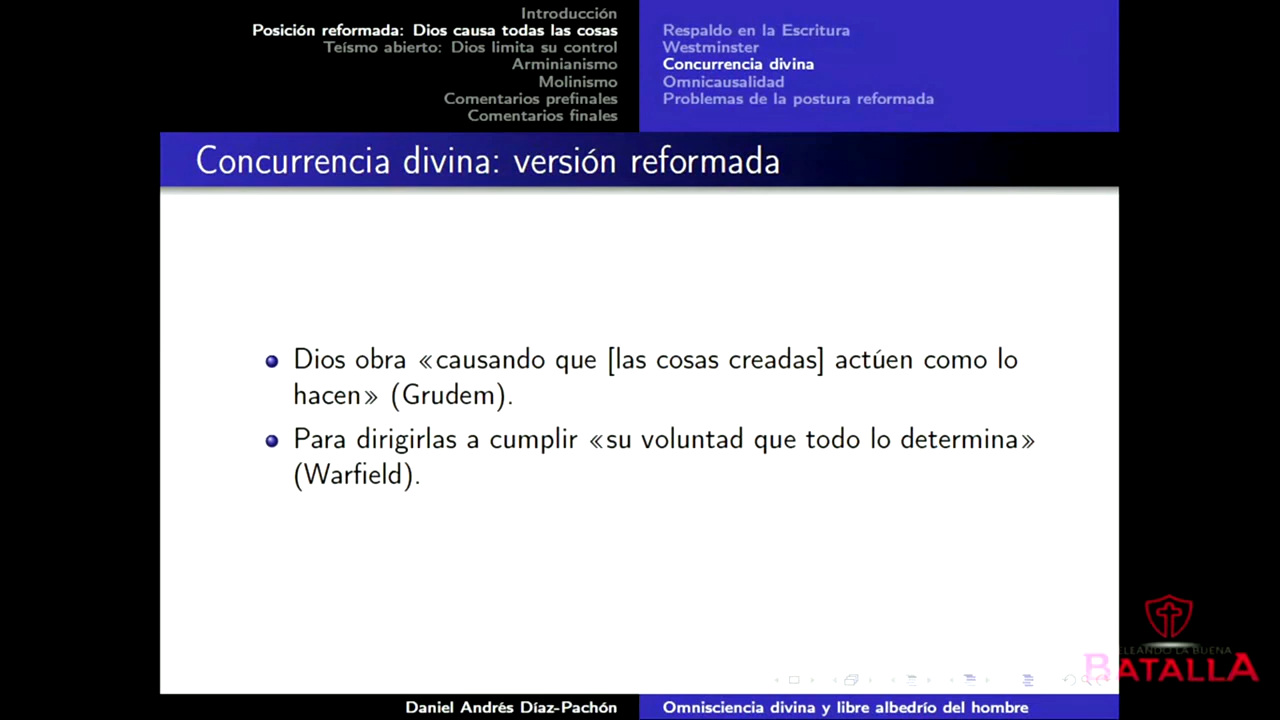 Introducción
Posición reformada: Dios causa todas las cosas
Teísmo abierto: Dios limita su control
Arminianismo
Molinismo
Comentarios prefinales
Comentarios finales
Respaldo en la Escritura
Westminster
Concurrencia divina
Omnicausalidad
Problemas de la postura reformada
Concurrencia divina: versión reformada
Dios obra «causando que [las cosas creadas] actúen como lo
hacen» (Grudem).
Para dirigirlas a cumplir «su voluntad que todo lo determina»
(Warfield).
ELEANDO LA BUENA
BATALLA
Daniel Andrés Díaz-Pachón
Omnisciencia divina y libre albedrío del hombre